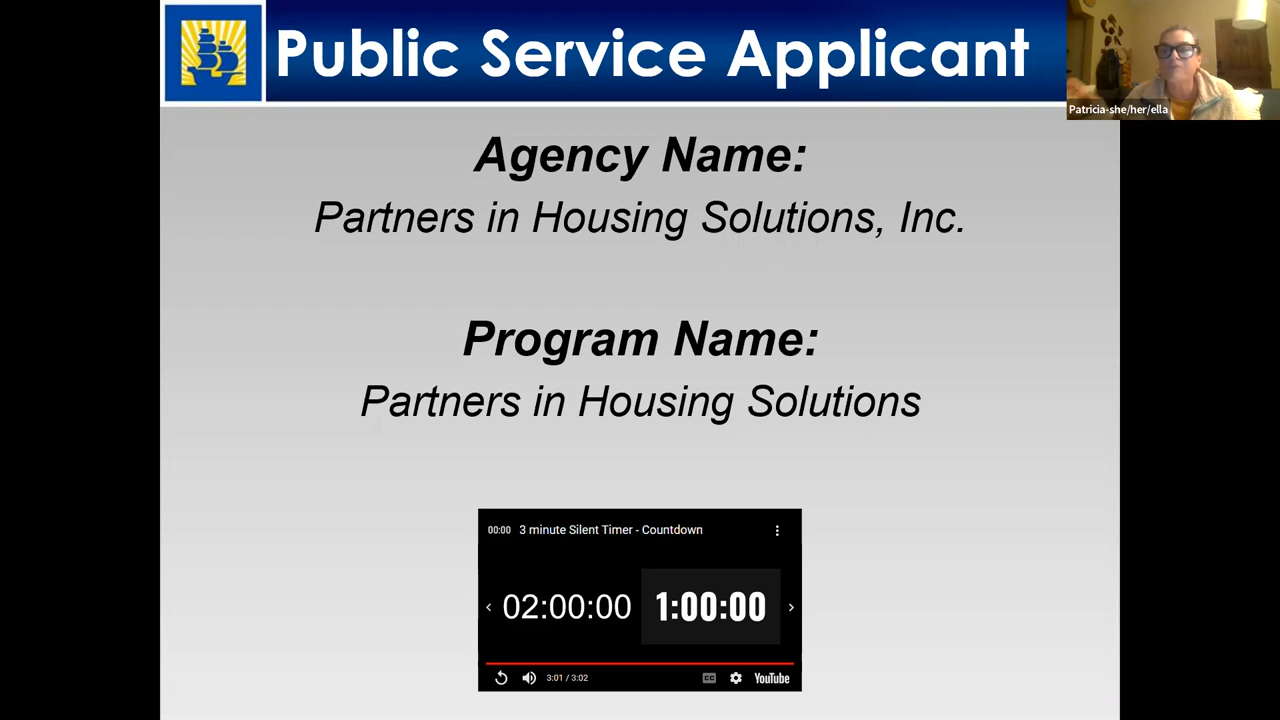 Public Service Applicant
Patricia-she/her/ella
Agency Name:
Partners in Housing Solutions, Inc.
Program Name:
Partners in Housing Solutions
00:00 3 minute Silent Timer - Countdown
02:00:00 1:00:00
3:01 / 3:02 CC YouTube